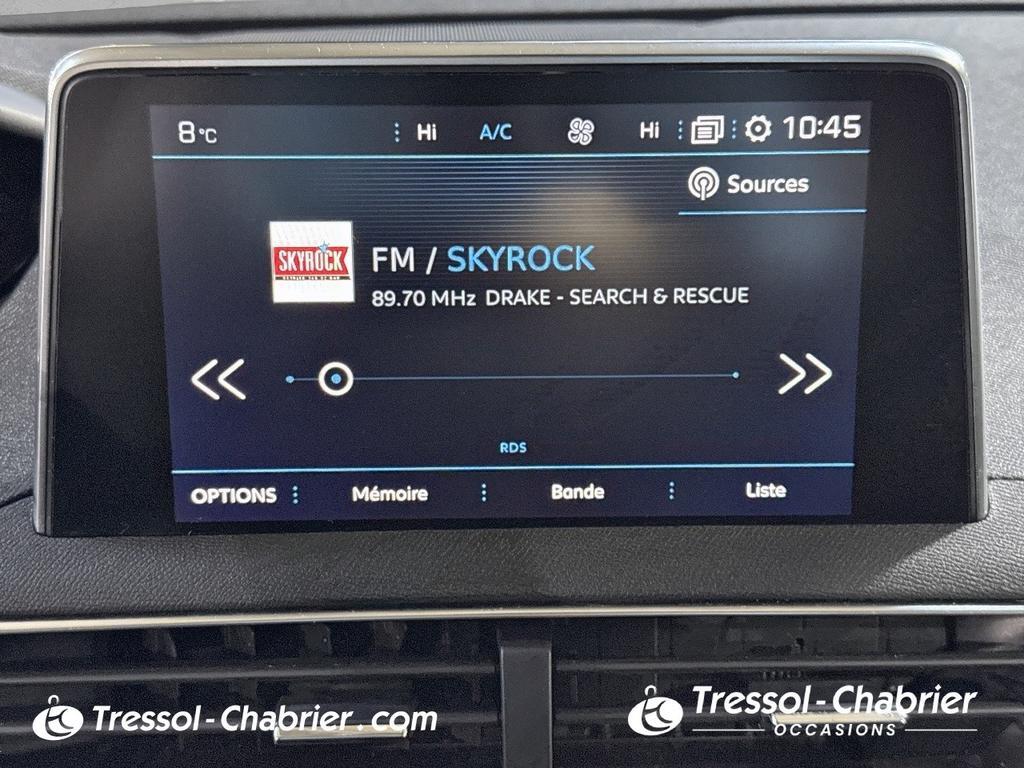 8°C Hi A/C Hi 10:45
Sources
SKYROCK
FM / SKYROCK
89.70 MHz DRAKE - SEARCH & RESCUE
RDS
OPTIONS Mémoire Bande Liste
Tressol-Chabrier.com
Tressol-Chabrier
OCCASIONS